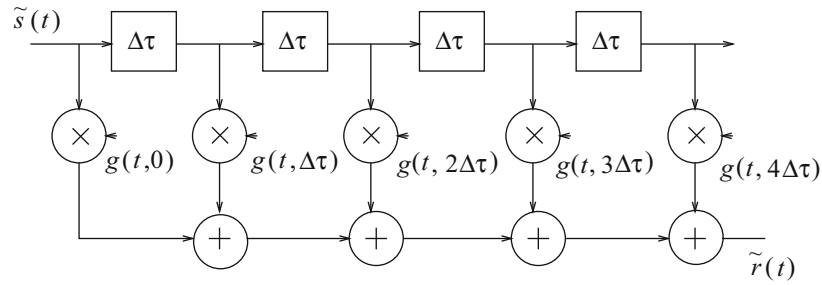 s̃(t)
Δτ Δτ Δτ Δτ
× × × × ×
g(t,0) g(t,Δτ) g(t, 2Δτ) g(t, 3Δτ) g(t, 4Δτ)
+ + + +
r̃(t)